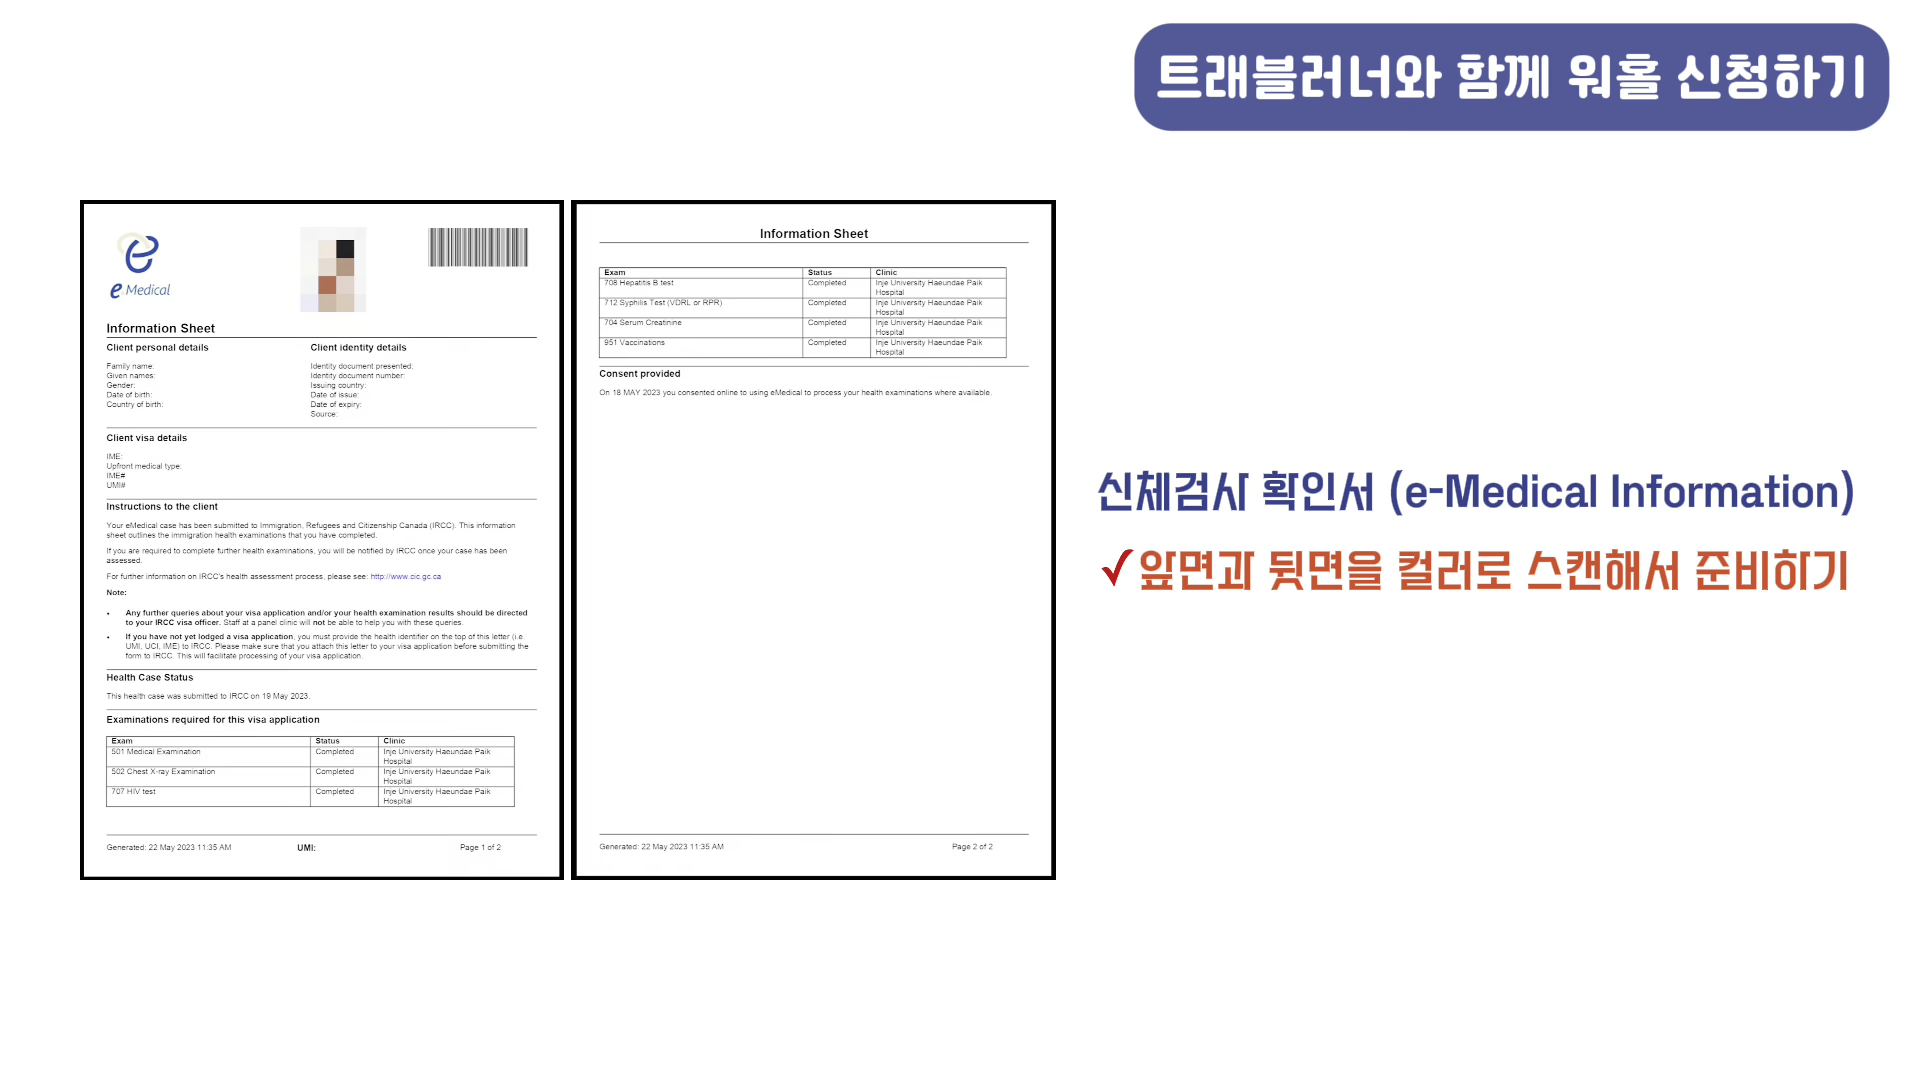 트래블러너와 함께 워홀 신청하기
e Medical
Information Sheet
Client personal details
Family name:
Given names:
Gender:
Date of birth:
Country of birth:
Client identity details
Identity document presented:
Identity document number:
Issuing country:
Date of issue:
Date of expiry:
Source:
Client visa details
IME:
Upfront medical type:
IME#
UMI#
Instructions to the client
Your eMedical case has been submitted to Immigration, Refugees and Citizenship Canada (IRCC). This information
sheet outlines the immigration health examinations that you have completed.
If you are required to complete further health examinations, you will be notified by IRCC once your case has been
assessed.
For further information on IRCC's health assessment process, please see: http://www.cic.gc.ca
Note:
• Any further queries about your visa application and/or your health examination results should be directed
to your IRCC visa officer. Staff at a panel clinic will not be able to help you with these queries.
• If you have not yet lodged a visa application, you must provide the health identifier on the top of this letter (i.e
UMI, UCI, IME) to IRCC. Please make sure that you attach this letter to your visa application before submitting the
form to IRCC. This will facilitate processing of your visa application.
Health Case Status
This health case was submitted to IRCC on 19 May 2023.
Examinations required for this visa application
Exam Status Clinic
501 Medical Examination Completed Inje University Haeundae Paik
Hospital
502 Chest X-ray Examination Completed Inje University Haeundae Paik
Hospital
707 HIV test Completed Inje University Haeundae Paik
Hospital
Generated: 22 May 2023 11:35 AM UMI: Page 1 of 2
Information Sheet
Exam Status Clinic
708 Hepatitis B test Completed Inje University Haeundae Paik
Hospital
712 Syphilis Test (VDRL or RPR) Completed Inje University Haeundae Paik
Hospital
704 Serum Creatinine Completed Inje University Haeundae Paik
Hospital
951 Vaccinations Completed Inje University Haeundae Paik
Hospital
Consent provided
On 18 MAY 2023 you consented online to using eMedical to process your health examinations where available.
Generated: 22 May 2023 11:35 AM Page 2 of 2
신체검사 확인서 (e-Medical Information)
✓앞면과 뒷면을 컬러로 스캔해서 준비하기